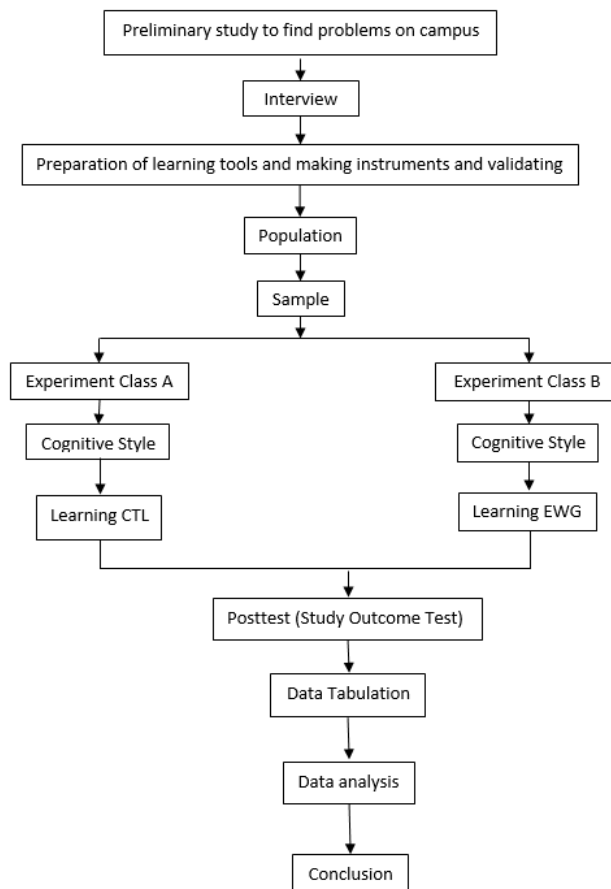 Preliminary study to find problems on campus
Interview
Preparation of learning tools and making instruments and validating
Population
Sample
Experiment Class A
Experiment Class B
Cognitive Style
Cognitive Style
Learning CTL
Learning EWG
Posttest (Study Outcome Test)
Data Tabulation
Data analysis
Conclusion